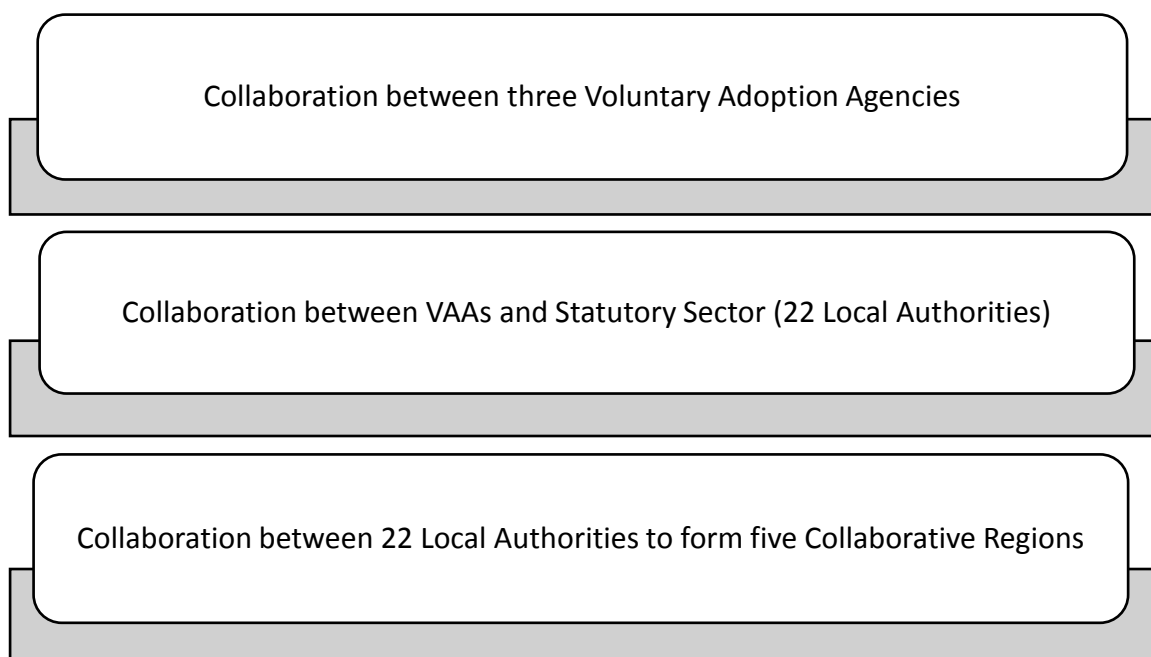 Collaboration between three Voluntary Adoption Agencies
Collaboration between VAAs and Statutory Sector (22 Local Authorities)
Collaboration between 22 Local Authorities to form five Collaborative Regions